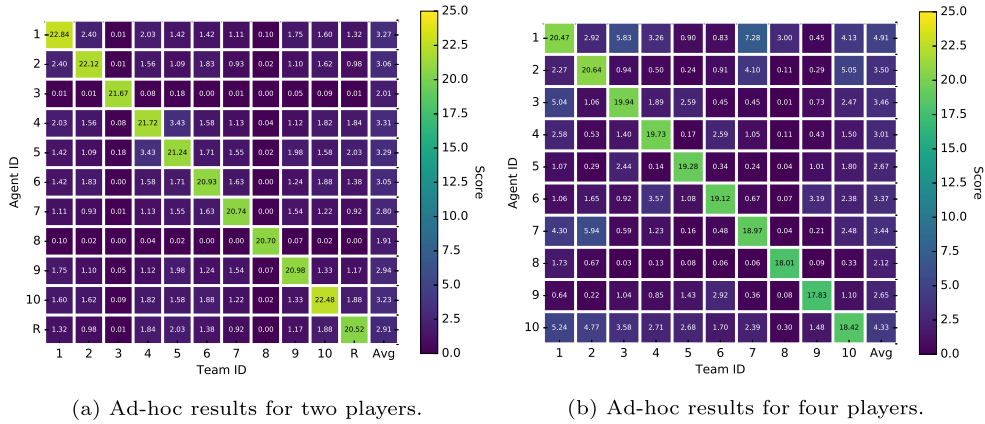 1 22.84 2.40 0.01 2.03 1.42 1.42 1.11 0.10 1.75 1.60 1.32 3.27
2 2.40 22.12 0.01 1.56 1.09 1.83 0.93 0.02 1.10 1.62 0.98 3.06
3 0.01 0.01 21.67 0.08 0.18 0.00 0.01 0.00 0.05 0.09 0.01 2.01
4 2.03 1.56 0.08 21.72 3.43 1.58 1.13 0.04 1.12 1.82 1.84 3.31
5 1.42 1.09 0.18 3.43 21.24 1.71 1.55 0.02 1.98 1.58 2.03 3.29
6 1.42 1.83 0.00 1.58 1.71 20.93 1.63 0.00 1.24 1.88 1.38 3.05
7 1.11 0.93 0.01 1.13 1.55 1.63 20.74 0.00 1.54 1.22 0.92 2.80
8 0.10 0.02 0.00 0.04 0.02 0.00 0.00 20.70 0.07 0.02 0.00 1.91
9 1.75 1.10 0.05 1.12 1.98 1.24 1.54 0.07 20.98 1.33 1.17 2.94
10 1.60 1.62 0.09 1.82 1.58 1.88 1.22 0.02 1.33 22.48 1.88 3.23
R 1.32 0.98 0.01 1.84 2.03 1.38 0.92 0.00 1.17 1.88 20.52 2.91
1 2 3 4 5 6 7 8 9 10 R Avg
Team ID
Agent ID
25.0
22.5
20.0
17.5
15.0
12.5
10.0
7.5
5.0
2.5
0.0
Score
(a) Ad-hoc results for two players.
1 20.47 2.92 5.83 3.26 0.90 0.83 7.28 3.00 0.45 4.13 4.91
2 2.27 20.64 0.94 0.50 0.24 0.91 4.10 0.11 0.29 5.05 3.50
3 5.04 1.06 19.94 1.89 2.59 0.45 0.45 0.01 0.73 2.47 3.46
4 2.58 0.53 1.40 19.73 0.17 2.59 1.05 0.11 0.43 1.50 3.01
5 1.07 0.29 2.44 0.14 19.28 0.34 0.24 0.04 0.01 1.80 2.67
6 1.06 1.65 0.92 3.57 1.08 19.12 0.67 0.07 3.19 2.38 3.37
7 4.30 5.94 0.59 1.23 0.16 0.48 18.97 0.04 0.21 2.48 3.44
8 1.73 0.67 0.03 0.13 0.08 0.06 0.06 18.01 0.09 0.33 2.12
9 0.64 0.22 1.04 0.85 1.43 2.92 0.36 0.08 17.83 1.10 2.65
10 5.24 4.77 3.58 2.71 2.68 1.70 2.39 0.30 1.48 18.42 4.33
1 2 3 4 5 6 7 8 9 10 Avg
Team ID
Agent ID
25.0
22.5
20.0
17.5
15.0
12.5
10.0
7.5
5.0
2.5
0.0
Score
(b) Ad-hoc results for four players.